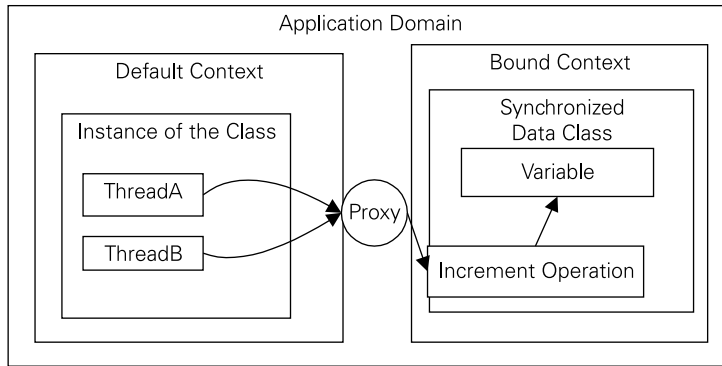 Application Domain
Default Context
Instance of the Class
ThreadA
ThreadB
Proxy
Bound Context
Synchronized
Data Class
Variable
Increment Operation